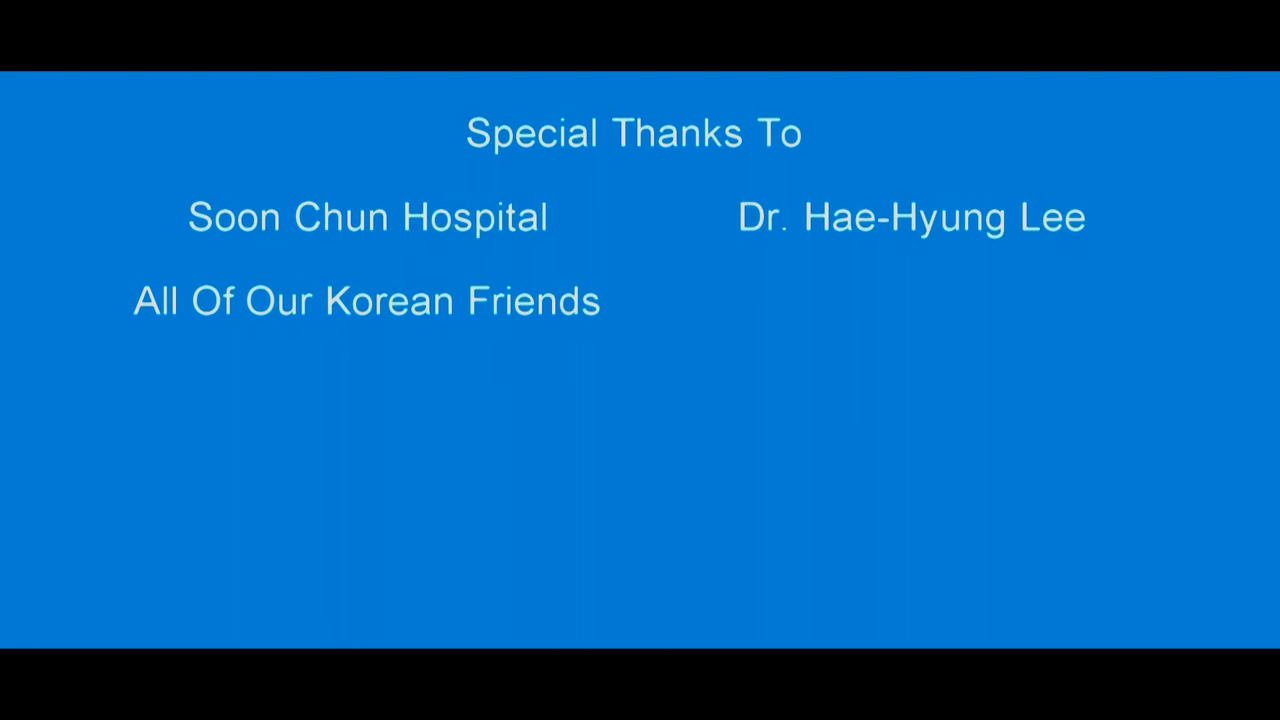 Special Thanks To
Soon Chun Hospital Dr. Hae-Hyung Lee
All Of Our Korean Friends